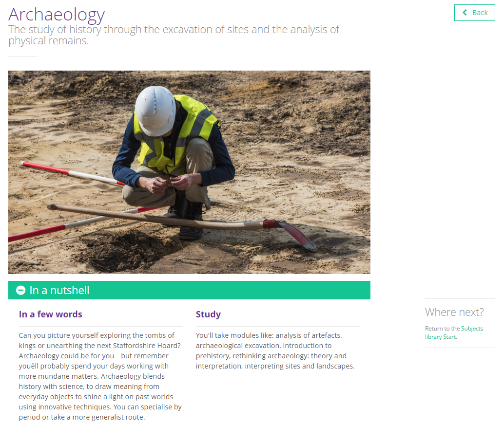 Archaeology
Back
The study of history through the excavation of sites and the analysis of
physical remains.
In a nutshell
In a few words
Can you picture yourself exploring the tombs of
kings or unearthing the next Staffordshire Hoard?
Archaeology could be for you but remember
you'll probably spend your days working with
more mundane matters. Archaeology blends
history with science, to draw meaning from
everyday objects to shine a light on past worlds
using innovative techniques. You can specialise by
period or take a more generalist route.
Study
You'll take modules like: analysis of artefacts,
archaeological excavation, introduction to
prehistory, rethinking archaeology: theory and
interpretation, interpreting sites and landscapes.
Where next?
Return to the Subjects
library Start.